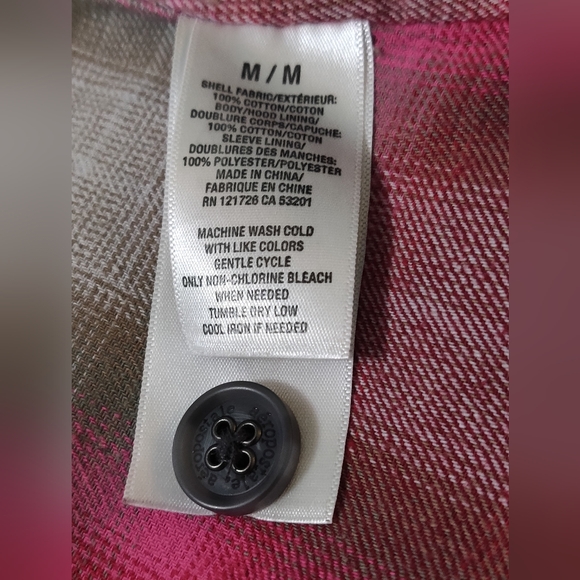 M / M
SHELL FABRIC/EXTÉRIEUR:
100% COTTON/COTON
BODY/HOOD LINING/
DOUBLURE CORPS/CAPUCHE:
100% COTTON/COTON
SLEEVE LINING/
DOUBLURES DES MANCHES:
100% POLYESTER/POLYESTER
MADE IN CHINA/
FABRIQUE EN CHINE
RN 121726 CA 53201
MACHINE WASH COLD
WITH LIKE COLORS
GENTLE CYCLE
ONLY NON-CHLORINE BLEACH
WHEN NEEDED
TUMBLE DRY LOW
COOL IRON IF NEEDED
aéropostale
aéropostale